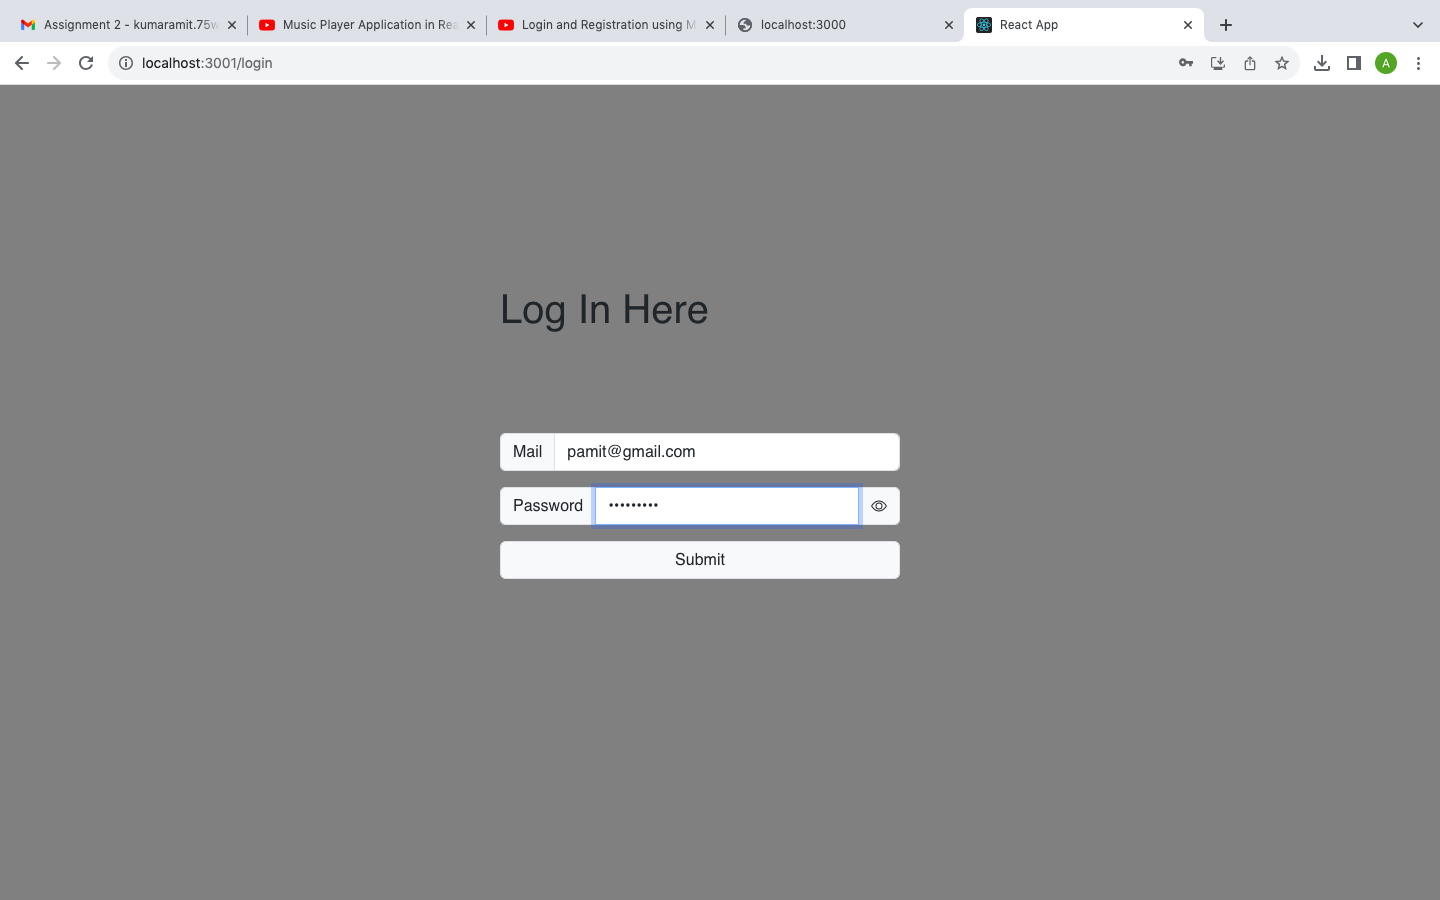 Assignment 2 - kumaramit.75w
Music Player Application in Rea
Login and Registration using M
localhost:3000
React App
localhost:3001/login
A
Log In Here
Mail pamit@gmail.com
Password •••••••••
Submit